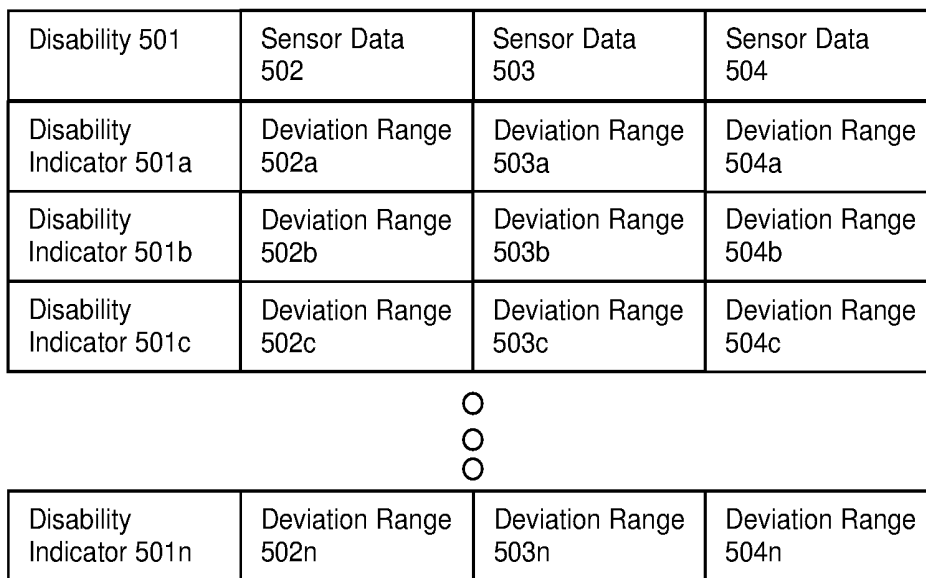 Disability 501
Sensor Data
502
Sensor Data
503
Sensor Data
504
Disability
Indicator 501a
Deviation Range
502a
Deviation Range
503a
Deviation Range
504a
Disability
Indicator 501b
Deviation Range
502b
Deviation Range
503b
Deviation Range
504b
Disability
Indicator 501c
Deviation Range
502c
Deviation Range
503c
Deviation Range
504c
Disability
Indicator 501n
Deviation Range
502n
Deviation Range
503n
Deviation Range
504n